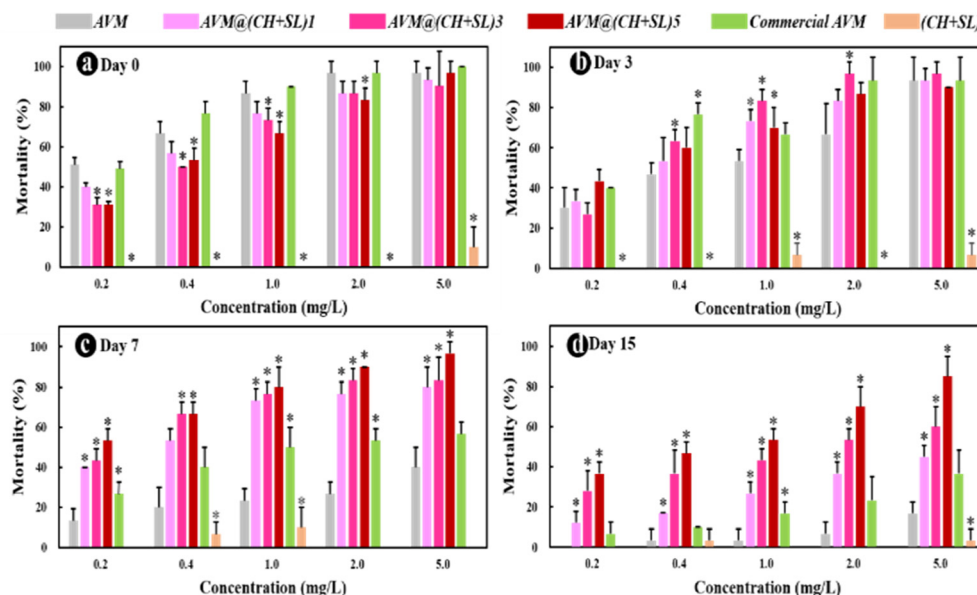 AVM AVM@(CH+SL)1 AVM@(CH+SL)3 AVM@(CH+SL)5 Commercial AVM (CH+SL)
a Day 0
Mortality (%)
100
80
60
40
20
0
* * * * * * * * * * * *
0.2 0.4 1.0 2.0 5.0
Concentration (mg/L)
b Day 3
Mortality (%)
100
80
60
40
20
0
* * * * * * * * * * *
0.2 0.4 1.0 2.0 5.0
Concentration (mg/L)
c Day 7
Mortality (%)
100
80
60
40
20
0
* * * * * * * * * * * * * * * * * * *
0.2 0.4 1.0 2.0 5.0
Concentration (mg/L)
d Day 15
Mortality (%)
100
80
60
40
20
0
* * * * * * * * * * * * * * * * *
0.2 0.4 1.0 2.0 5.0
Concentration (mg/L)